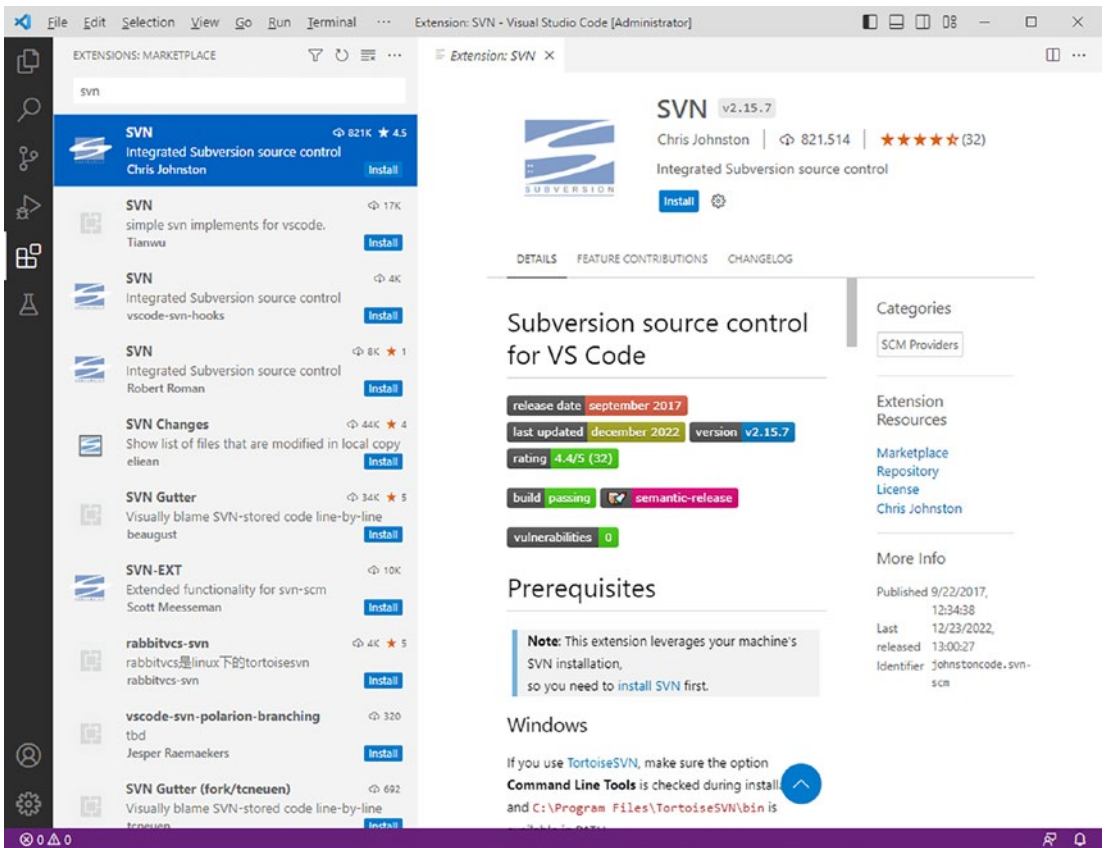 File Edit Selection View Go Run Terminal ··· Extension: SVN - Visual Studio Code [Administrator]
EXTENSIONS: MARKETPLACE
svn
SVN 821K ★ 4.5
Integrated Subversion source control
Chris Johnston Install
SVN 17K
simple svn implements for vscode.
Tianwu Install
SVN 4K
Integrated Subversion source control
vscode-svn-hooks Install
SVN 8K ★ 1
Integrated Subversion source control
Robert Roman Install
SVN Changes 44K ★ 4
Show list of files that are modified in local copy
eliean Install
SVN Gutter 34K ★ 5
Visually blame SVN-stored code line-by-line
beaugust Install
SVN-EXT 10K
Extended functionality for svn-scm
Scott Meesseman Install
rabbitvcs-svn 4K ★ 5
rabbitvcs是linux下的tortoisesvn
rabbitvcs-svn Install
vscode-svn-polarion-branching 320
tbd
Jesper Raemaekers Install
SVN Gutter (fork/tcneuen) 692
Visually blame SVN-stored code line-by-line
tcneuen Install
Extension: SVN
SUBVERSION
SVN v2.15.7
Chris Johnston | 821,514 | ★★★★★(32)
Integrated Subversion source control
Install
DETAILS FEATURE CONTRIBUTIONS CHANGELOG
Subversion source control
for VS Code
release date september 2017
last updated december 2022 version v2.15.7
rating 4.4/5 (32)
build passing semantic-release
vulnerabilities 0
Prerequisites
Note: This extension leverages your machine's
SVN installation,
so you need to install SVN first.
Windows
If you use TortoiseSVN, make sure the option
Command Line Tools is checked during
and C:\Program Files\TortoiseSVN\bin is
available in PATH.
Categories
SCM Providers
Extension
Resources
Marketplace
Repository
License
Chris Johnston
More Info
Published 9/22/2017,
12:34:38
Last 12/23/2022,
released 13:00:27
Identifier johnstoncode.svn-
scm
0 0